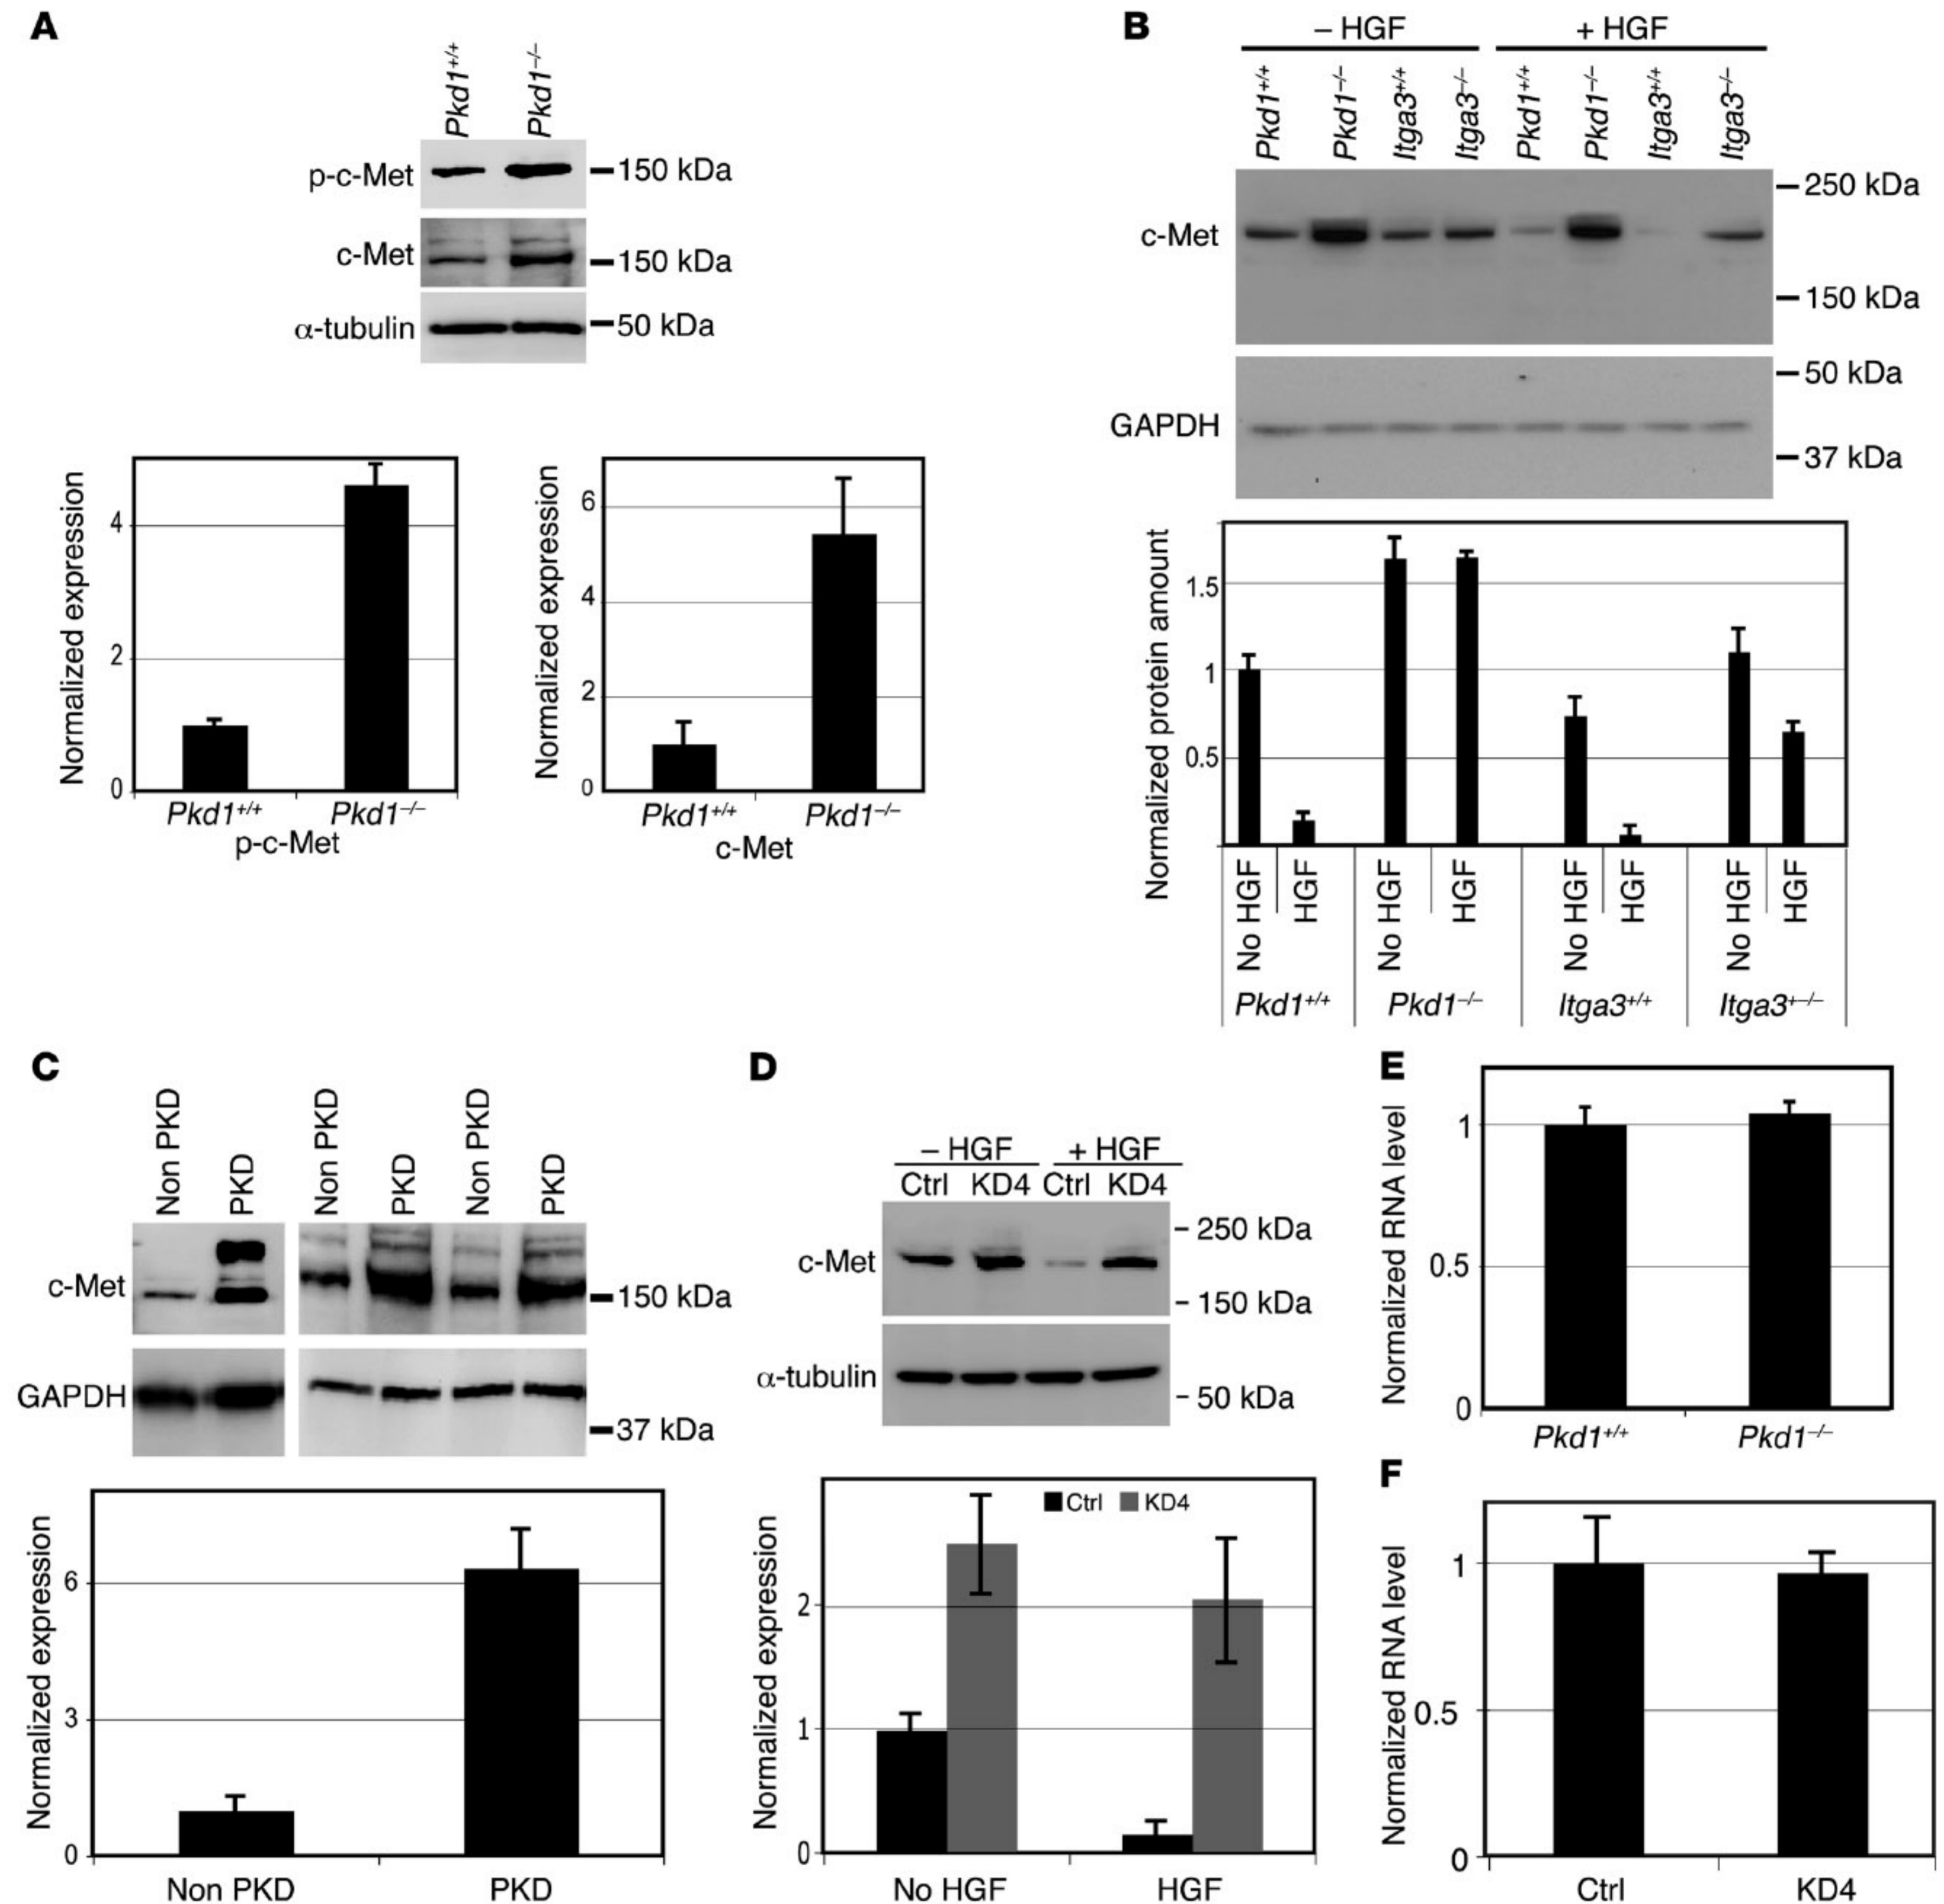 A
Pkd1+/+
Pkd1–/–
p-c-Met
150 kDa
c-Met
150 kDa
α-tubulin
50 kDa
Normalized expression
4
2
0
Pkd1+/+
Pkd1–/–
p-c-Met
Normalized expression
6
4
2
0
Pkd1+/+
Pkd1–/–
c-Met
B
– HGF
+ HGF
Pkd1+/+
Pkd1–/–
Itga3+/+
Itga3–/–
Pkd1+/+
Pkd1–/–
Itga3+/+
Itga3–/–
c-Met
250 kDa
150 kDa
GAPDH
50 kDa
37 kDa
Normalized protein amount
1.5
1
0.5
No HGF
HGF
No HGF
HGF
No HGF
HGF
No HGF
HGF
Pkd1+/+
Pkd1–/–
Itga3+/+
Itga3+–/–
C
Non PKD
PKD
Non PKD
PKD
Non PKD
PKD
c-Met
150 kDa
GAPDH
37 kDa
Normalized expression
6
3
0
Non PKD
PKD
D
– HGF
+ HGF
Ctrl
KD4
Ctrl
KD4
c-Met
250 kDa
150 kDa
α-tubulin
50 kDa
Normalized expression
Ctrl
KD4
2
1
0
No HGF
HGF
E
Normalized RNA level
1
0.5
0
Pkd1+/+
Pkd1–/–
F
Normalized RNA level
1
0.5
0
Ctrl
KD4